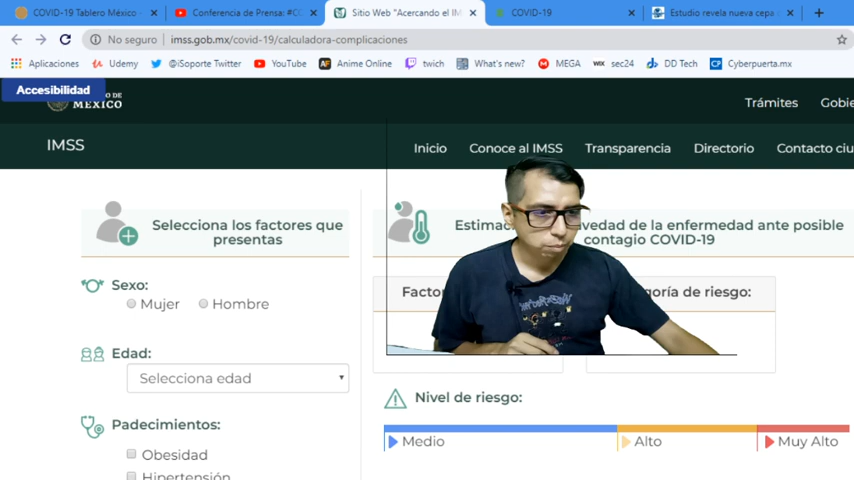 COVID-19 Tablero México
Conferencia de Prensa: #CO
Sitio Web "Acercando el IM
COVID-19
Estudio revela nueva cepa
No seguro | imss.gob.mx/covid-19/calculadora-complicaciones
Aplicaciones Udemy @iSoporte Twitter YouTube Anime Online twich What's new? MEGA sec24 DD Tech Cyberpuerta.mx
Accesibilidad
MÉXICO
Trámites Gobie
IMSS
Inicio Conoce al IMSS Transparencia Directorio Contacto ciu
Selecciona los factores que
presentas
Estimac vedad de la enfermedad ante posible
contagio COVID-19
Sexo:
Mujer Hombre
Factor goría de riesgo:
Edad:
Selecciona edad
Nivel de riesgo:
Padecimientos:
Medio Alto Muy Alto
Obesidad
Hipertensión